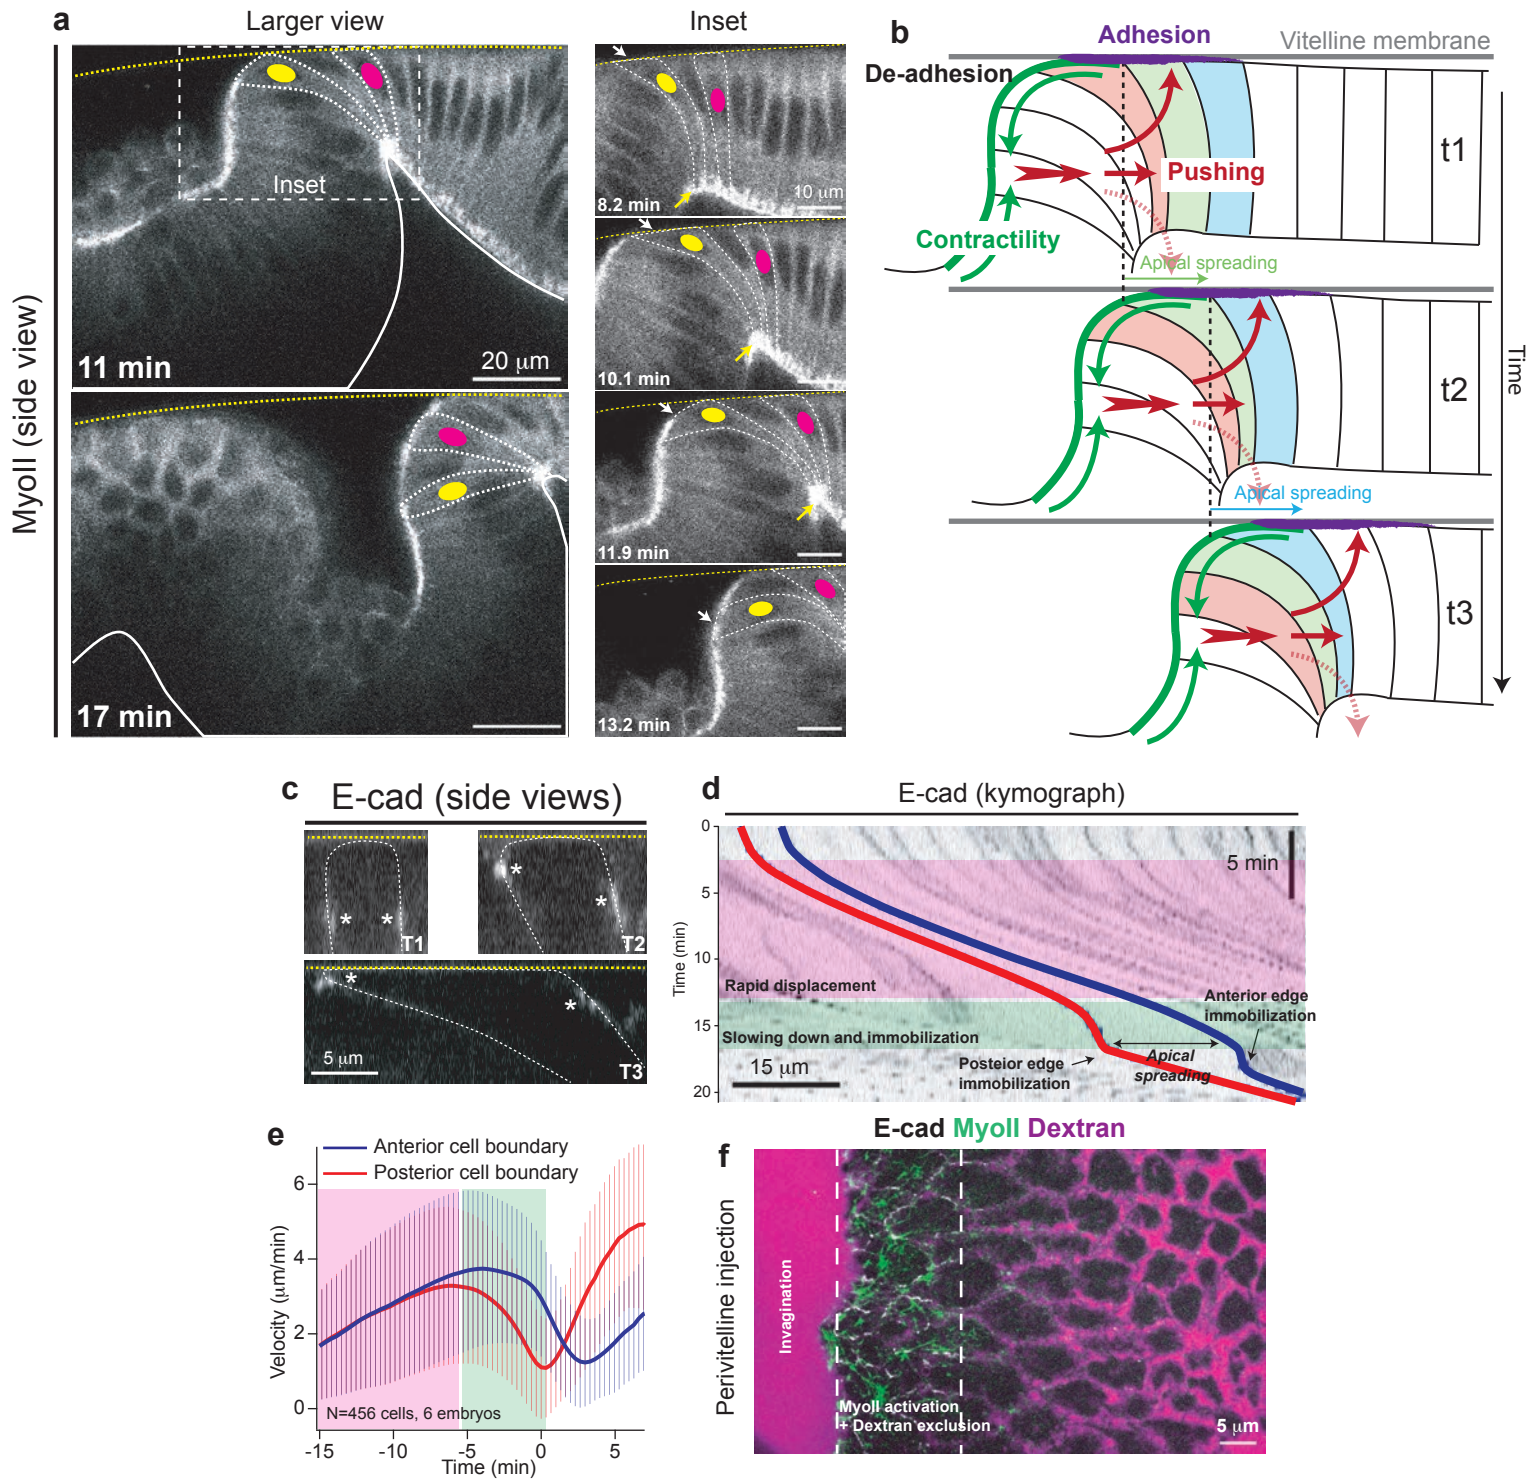 a
Larger view
Inset
MyoII (side view)
Inset
11 min
20 μm
17 min
8.2 min
10 μm
10.1 min
11.9 min
13.2 min
b
Adhesion
Vitelline membrane
De-adhesion
Pushing
Contractility
t1
Apical spreading
t2
Apical spreading
t3
Time
c
E-cad (side views)
* * T1
* * T2
* * T3
5 μm
d
E-cad (kymograph)
0
5
10
15
20
Time (min)
5 min
Rapid displacement
Anterior edge
immobilization
Slowing down and immobilization
Posteior edge
immobilization
Apical
spreading
15 μm
e
Anterior cell boundary
Posterior cell boundary
6
4
2
0
Velocity (μm/min)
N=456 cells, 6 embryos
-15 -10 -5 0 5
Time (min)
E-cad MyoII Dextran
f
Perivitelline injection
Invagination
MyoII activation
+ Dextran exclusion
5 μm